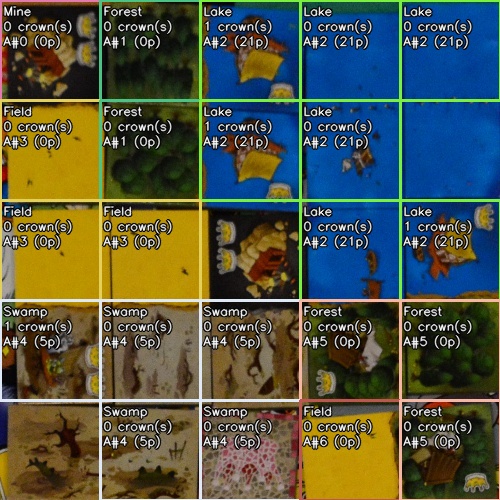 Mine
0 crown(s)
A#0 (0p)
Forest
0 crown(s)
A#1 (0p)
Lake
1 crown(s)
A#2 (21p)
Lake
0 crown(s)
A#2 (21p)
Lake
0 crown(s)
A#2 (21p)
Field
0 crown(s)
A#3 (0p)
Forest
0 crown(s)
A#1 (0p)
Lake
1 crown(s)
A#2 (21p)
Lake
0 crown(s)
A#2 (21p)
Field
0 crown(s)
A#3 (0p)
Field
0 crown(s)
A#3 (0p)
Lake
0 crown(s)
A#2 (21p)
Lake
1 crown(s)
A#2 (21p)
Swamp
1 crown(s)
A#4 (5p)
Swamp
0 crown(s)
A#4 (5p)
Swamp
0 crown(s)
A#4 (5p)
Forest
0 crown(s)
A#5 (0p)
Forest
0 crown(s)
A#5 (0p)
Swamp
0 crown(s)
A#4 (5p)
Swamp
0 crown(s)
A#4 (5p)
Field
0 crown(s)
A#6 (0p)
Forest
0 crown(s)
A#5 (0p)